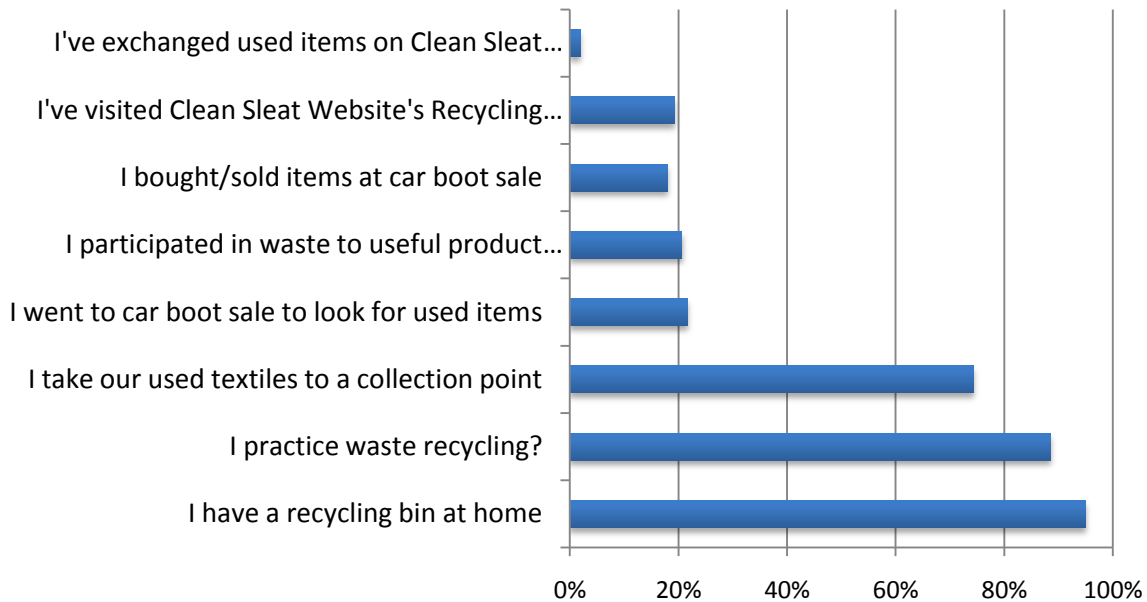 I've exchanged used items on Clean Sleat...
I've visited Clean Sleat Website's Recycling...
I bought/sold items at car boot sale
I participated in waste to useful product...
I went to car boot sale to look for used items
I take our used textiles to a collection point
I practice waste recycling?
I have a recycling bin at home
0% 20% 40% 60% 80% 100%